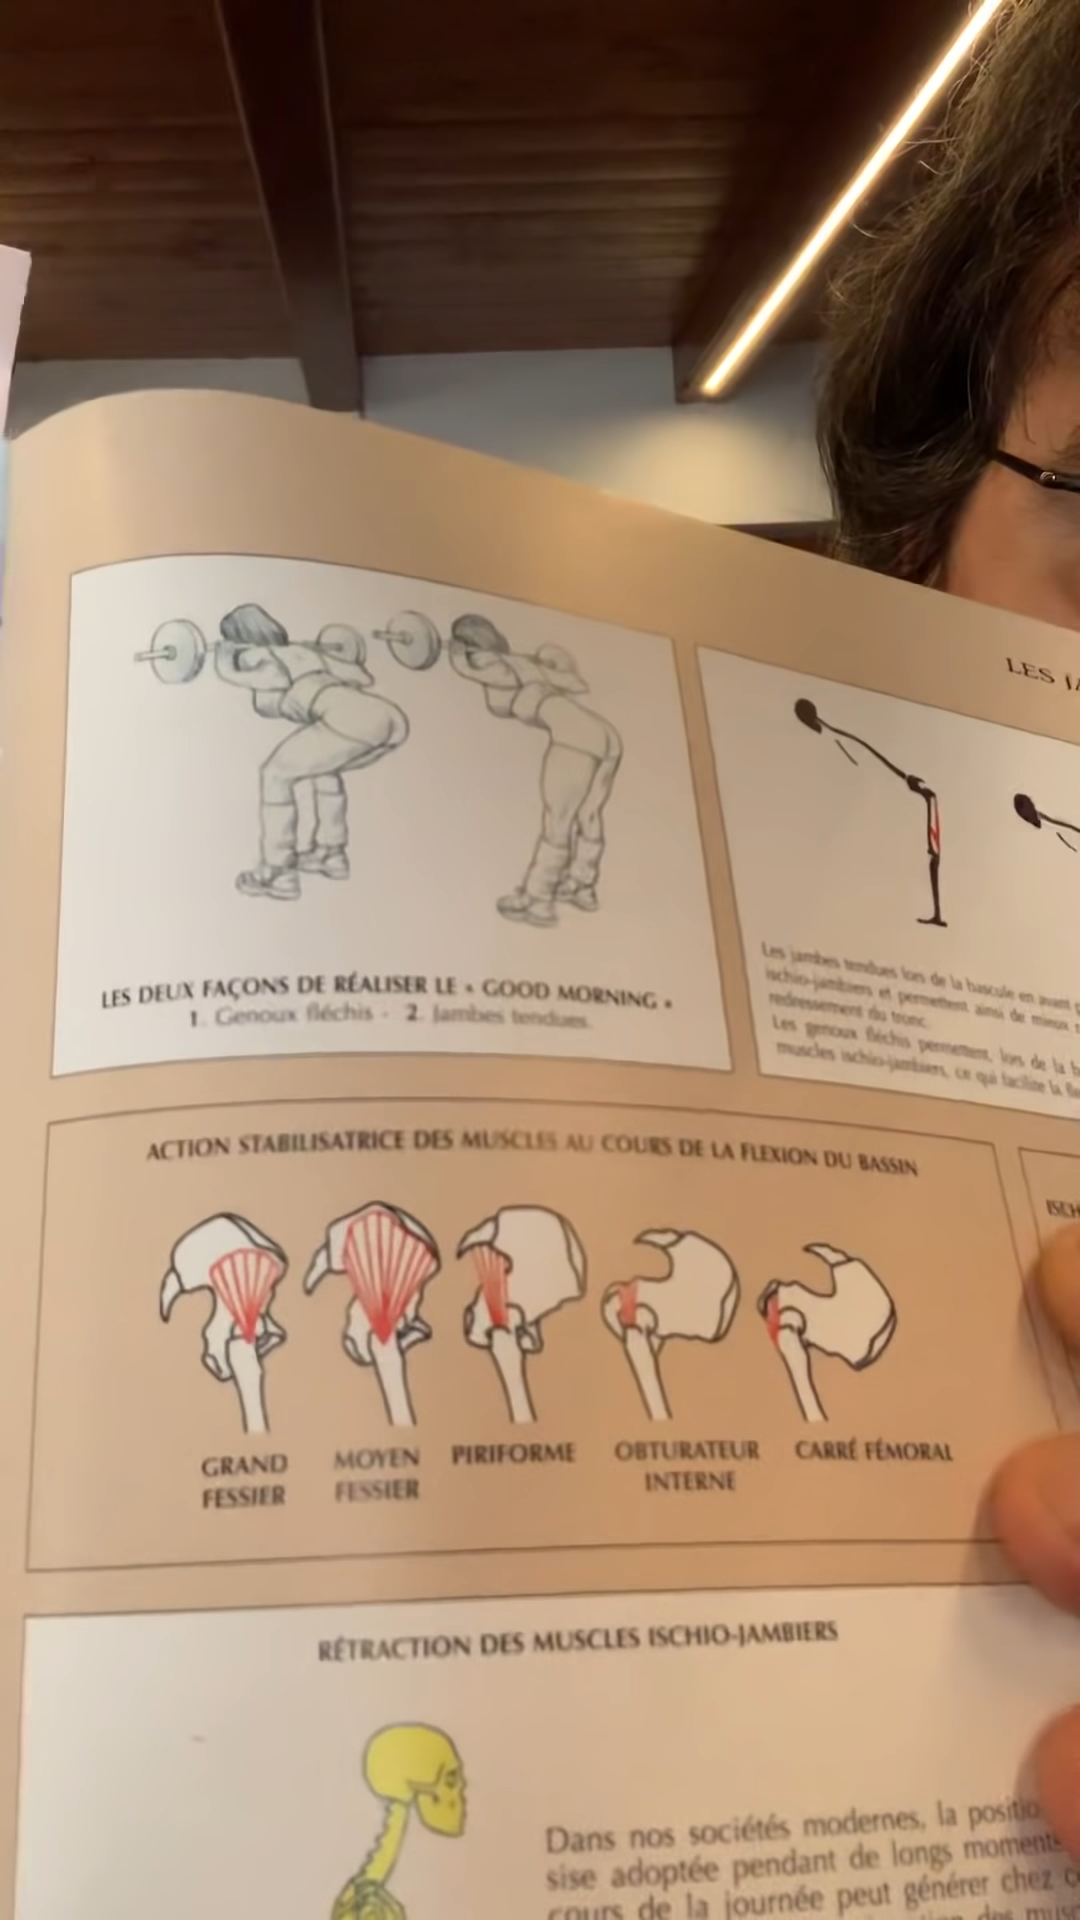 LES DEUX FAÇONS DE RÉALISER LE « GOOD MORNING »
1. Genoux fléchis - 2. Jambes tendues.
LES
Les jambes tendues lors de la bascule en avant
ischio-jambiers et permettent ainsi de mieux
redressement du tronc.
Les genoux fléchis permettent, lors de la
muscles ischio-jambiers, ce qui facilite la
ACTION STABILISATRICE DES MUSCLES AU COURS DE LA FLEXION DU BASSIN
GRAND
FESSIER
MOYEN
FESSIER
PIRIFORME
OBTURATEUR
INTERNE
CARRÉ FÉMORAL
RÉTRACTION DES MUSCLES ISCHIO-JAMBIERS
Dans nos sociétés modernes, la
sise adoptée pendant de longs moments
cours de la journée peut générer chez
des